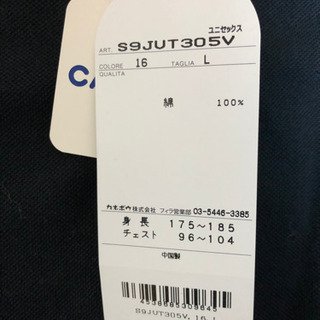 ユニセックス
ART. S9JUT305V
COLORE 16 TAGLIA L
QUALITA
綿 100%
カネボウ株式会社 フィラ営業部 03-5446-3385
身長 175~185
チェスト 96~104
中国製
S9JUT305V, 16, L